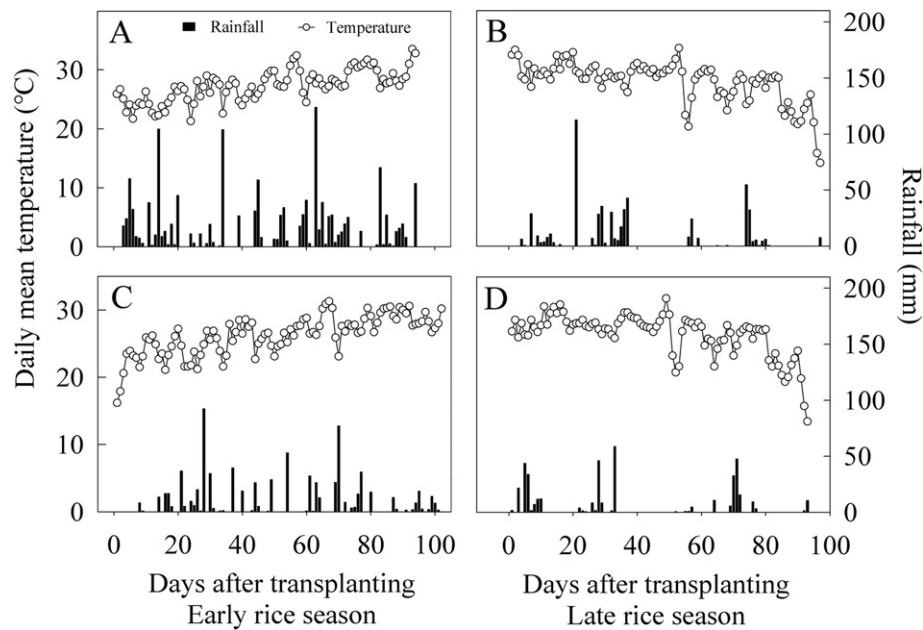 A
Rainfall
Temperature
B
200
30
150
20
100
10
50
0
0
C
D
200
30
150
20
100
10
50
0
0
Daily mean temperature (°C)
Rainfall (mm)
0 20 40 60 80 100
0 20 40 60 80 100
Days after transplanting
Early rice season
Days after transplanting
Late rice season